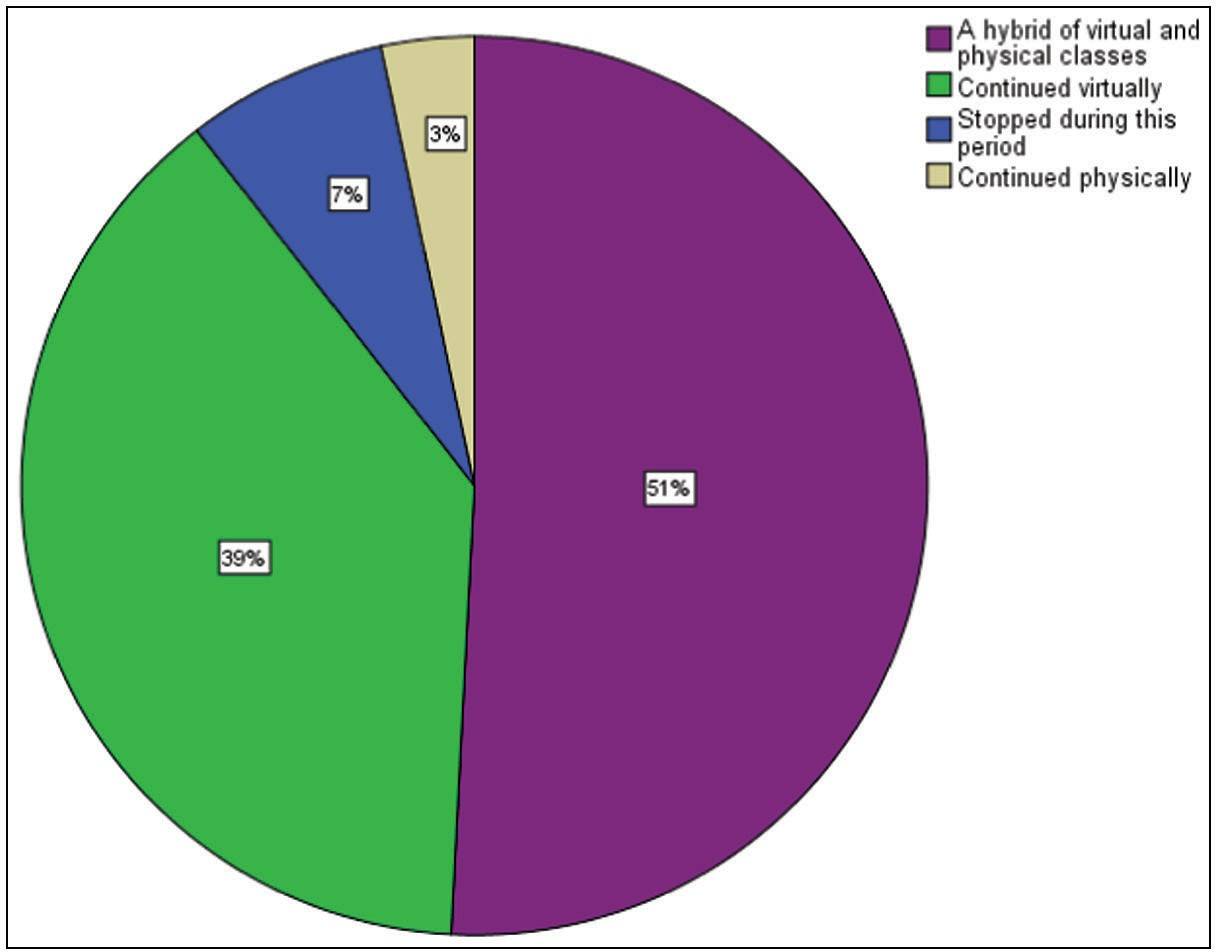 A hybrid of virtual and
physical classes
Continued virtually
Stopped during this
period
Continued physically
3%
7%
51%
39%